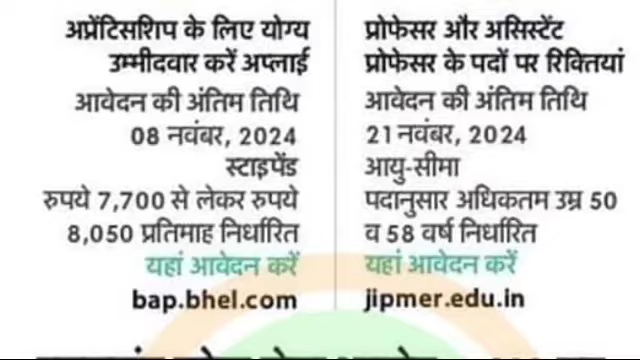 अप्रेंटिसशिप के लिए योग्य
उम्मीदवार करें अप्लाई
आवेदन की अंतिम तिथि
08 नवंबर, 2024
स्टाइपेंड
रुपये 7,700 से लेकर रुपये
8,050 प्रतिमाह निर्धारित
यहां आवेदन करें
bap.bhel.com
प्रोफेसर और असिस्टेंट
प्रोफेसर के पदों पर रिक्तियां
आवेदन की अंतिम तिथि
21 नवंबर, 2024
आयु-सीमा
पदानुसार अधिकतम उम्र 50
व 58 वर्ष निर्धारित
यहां आवेदन करें
jipmer.edu.in